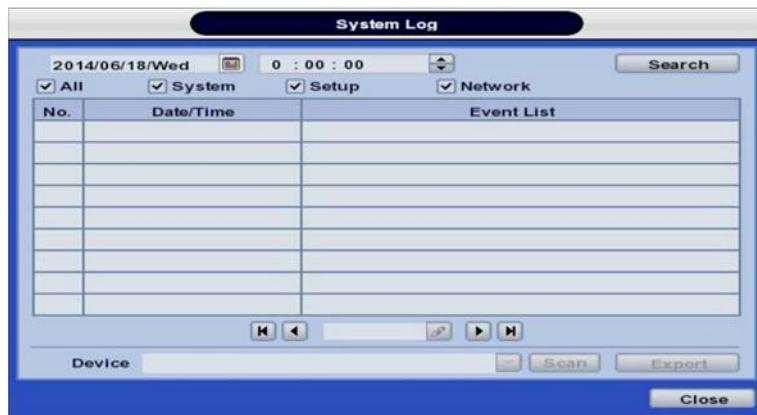 System Log
2014/06/18/Wed 0 : 00 : 00 Search
All System Setup Network
No. Date/Time Event List
Device Scan Export
Close